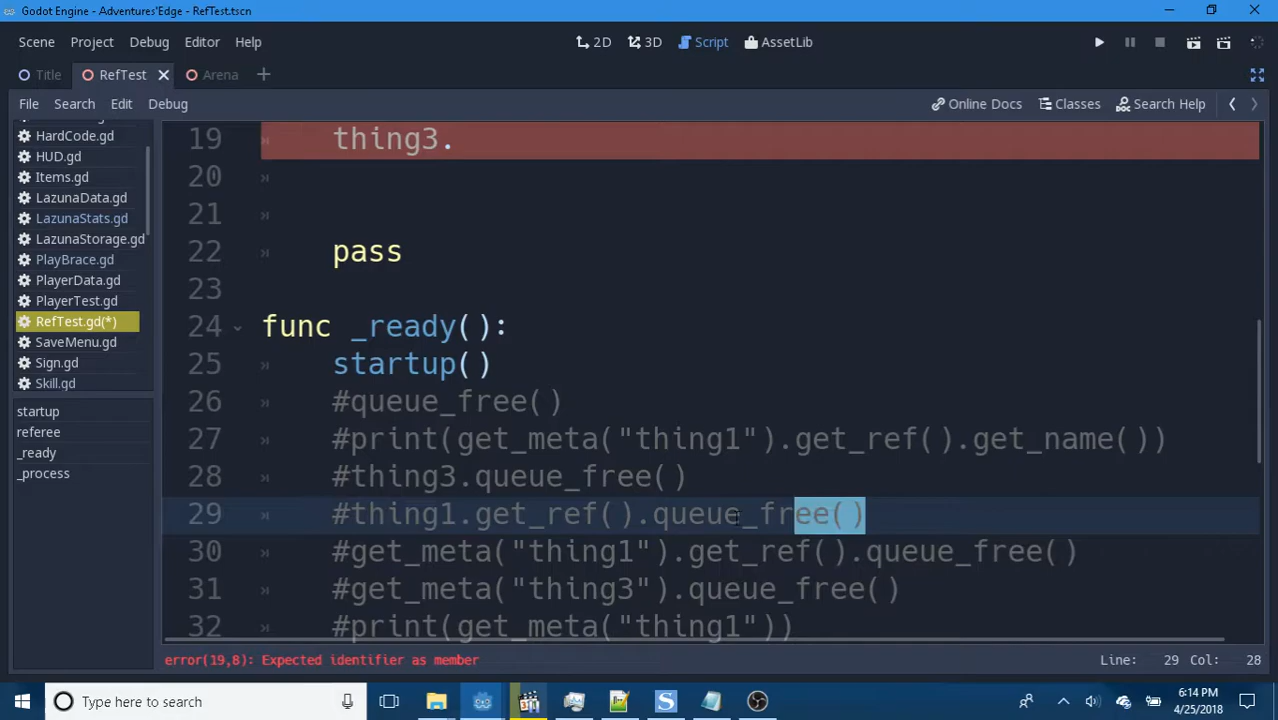 Godot Engine - Adventures'Edge - RefTest.tscn
Scene Project Debug Editor Help 2D 3D Script AssetLib
Title RefTest Arena
File Search Edit Debug Online Docs Classes Search Help
HardCode.gd
HUD.gd
Items.gd
LazunaData.gd
LazunaStats.gd
LazunaStorage.gd
PlayBrace.gd
PlayerData.gd
PlayerTest.gd
RefTest.gd(*)
SaveMenu.gd
Sign.gd
Skill.gd
startup
referee
_ready
_process
19 thing3.
20
21
22 pass
23
24 func _ready():
25 startup()
26 #queue_free()
27 #print(get_meta("thing1").get_ref().get_name())
28 #thing3.queue_free()
29 #thing1.get_ref().queue_free()
30 #get_meta("thing1").get_ref().queue_free()
31 #get_meta("thing3").queue_free()
32 #print(get_meta("thing1"))
error(19,8): Expected identifier as member Line: 29 Col: 28
Type here to search
6:14 PM
4/25/2018